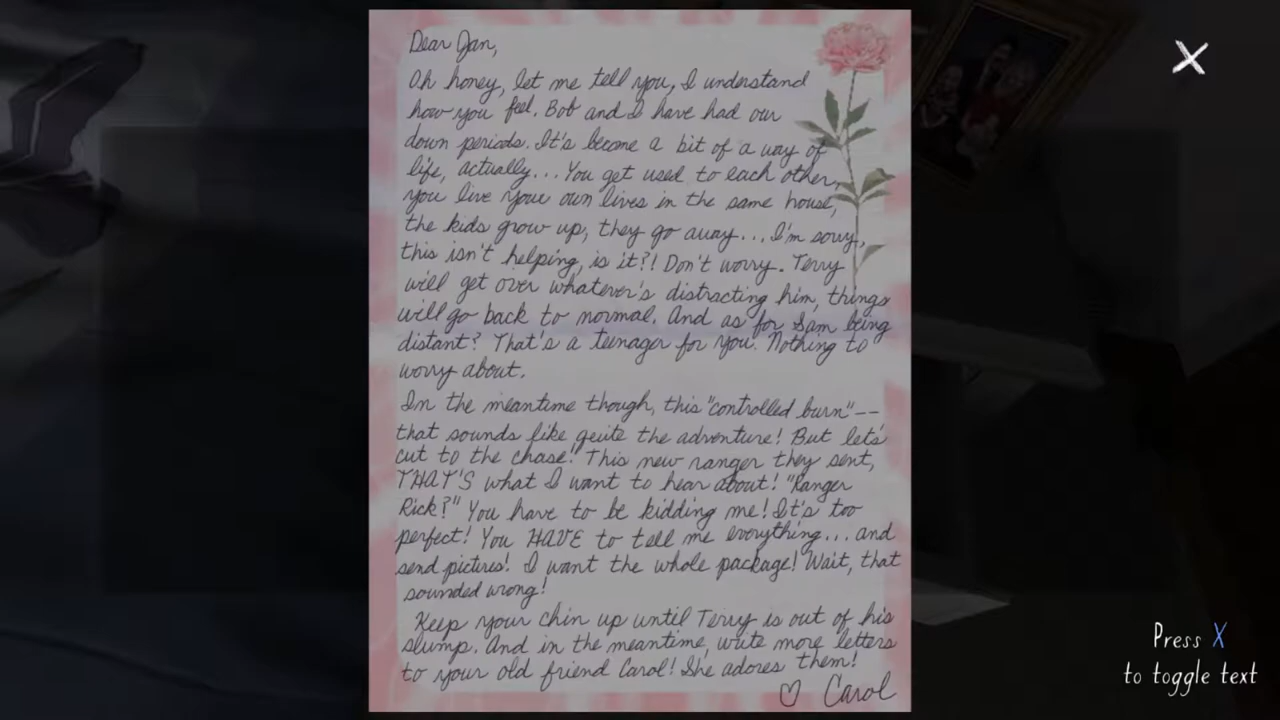 Dear Jan,
Oh honey, let me tell you, I understand
how you feel. Bob and I have had our
down periods. It's become a bit of a way of
life, actually... You get used to each other,
you live your own lives in the same house,
the kids grow up, they go away... I'm sorry,
this isn't helping, is it?! Don't worry. Terry
will get over whatever's distracting him, things
will go back to normal. And as for Sam being
distant? That's a teenager for you. Nothing to
worry about.
In the meantime though, this "controlled burn"--
that sounds like quite the adventure! But let's
cut to the chase! This new ranger they sent,
THAT'S what I want to hear about! "Ranger
Rick?" You have to be kidding me! It's too
perfect! You HAVE to tell me everything... and
send pictures! I want the whole package! Wait, that
sounded wrong!
Keep your chin up until Terry is out of his
slump. And in the meantime, write more letters
to your old friend Carol! She adores them!
♡ Carol
Press X
to toggle text